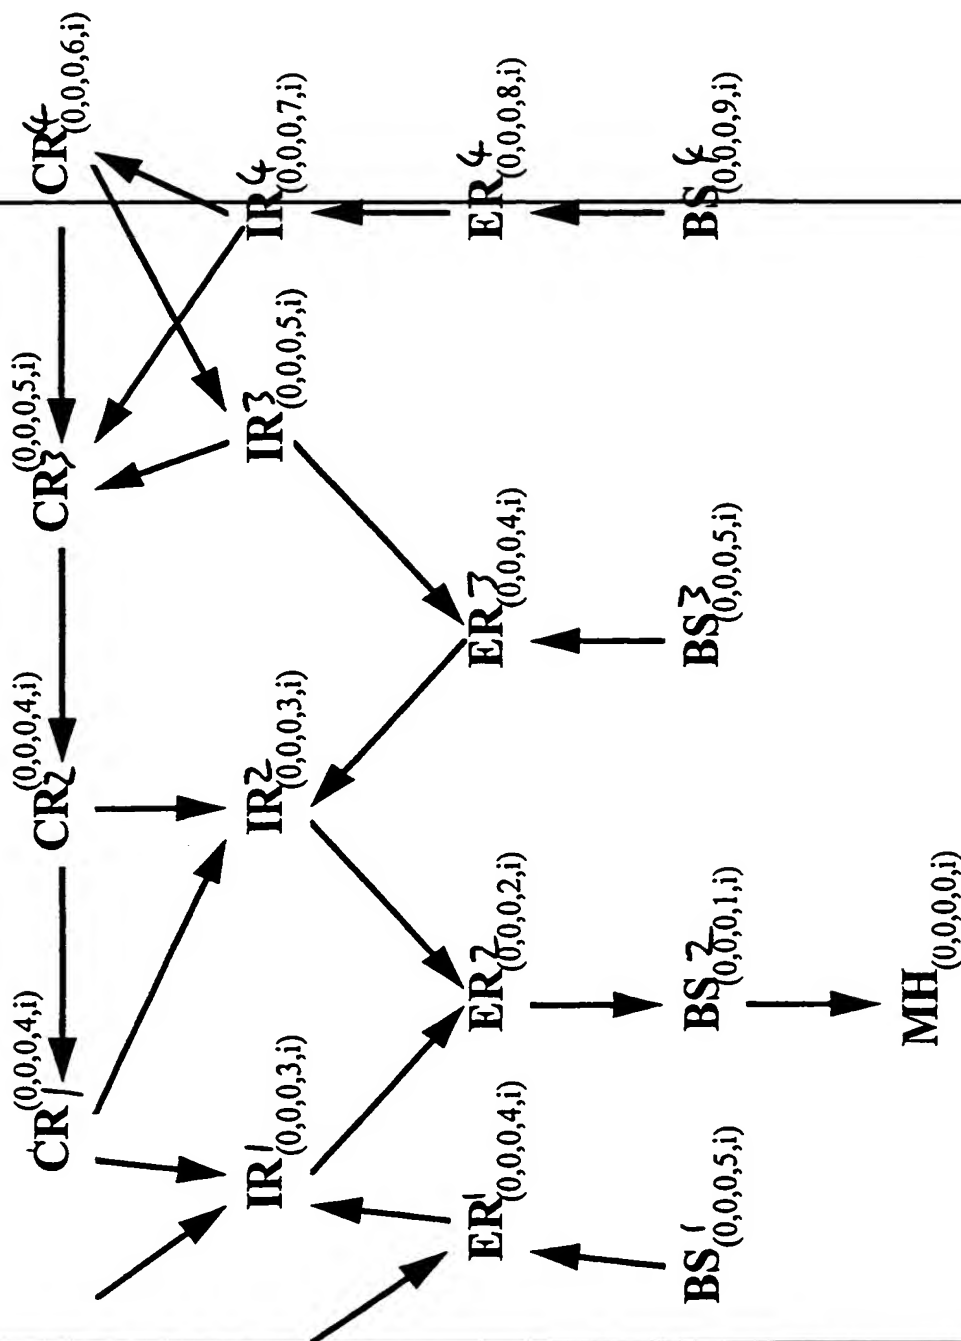 CR1 (0,0,0,4,i)
CR2 (0,0,0,4,i)
CR3 (0,0,0,5,i)
CR4 (0,0,0,6,i)
IR1 (0,0,0,3,i)
IR2 (0,0,0,3,i)
IR3 (0,0,0,5,i)
IR4 (0,0,0,7,i)
ER1 (0,0,0,4,i)
ER2 (0,0,0,2,i)
ER3 (0,0,0,4,i)
ER4 (0,0,0,8,i)
BS1 (0,0,0,5,i)
BS2 (0,0,0,1,i)
BS3 (0,0,0,5,i)
BS4 (0,0,0,9,i)
MH (0,0,0,0,i)